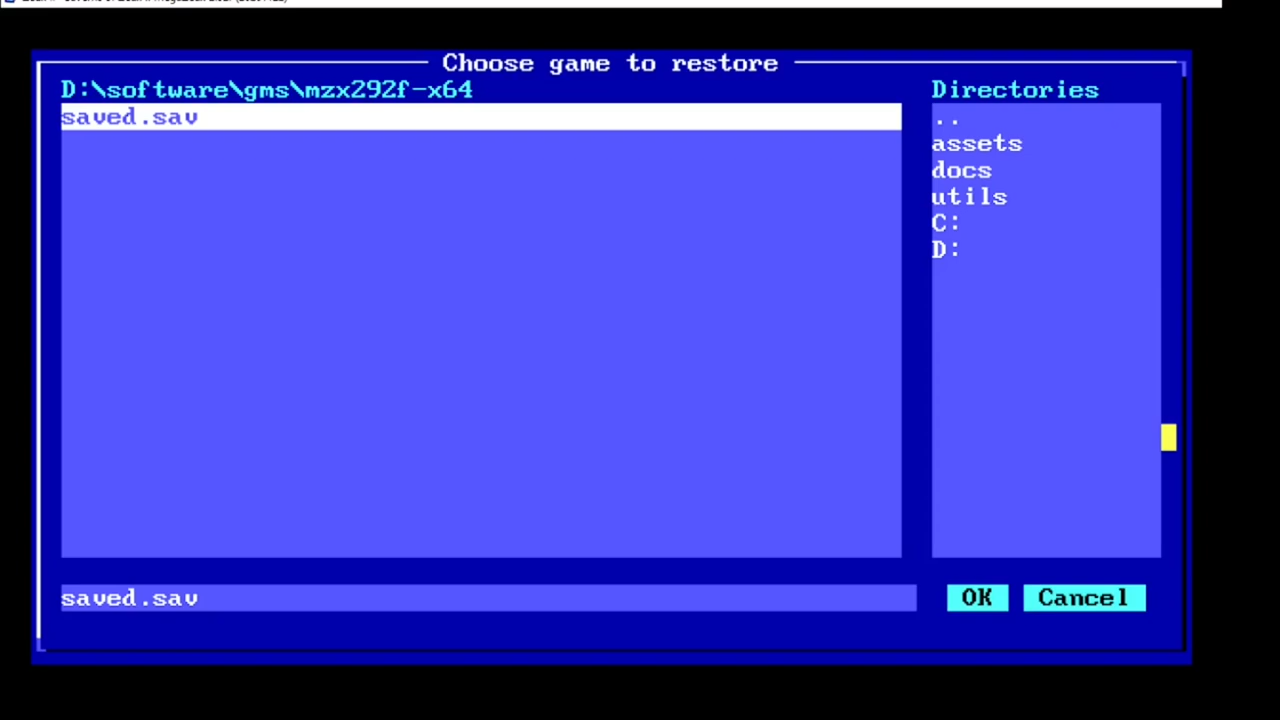 Choose game to restore
D:\software\gms\mzx292f-x64
saved.sav
Directories
..
assets
docs
utils
C:
D:
saved.sav
OK
Cancel